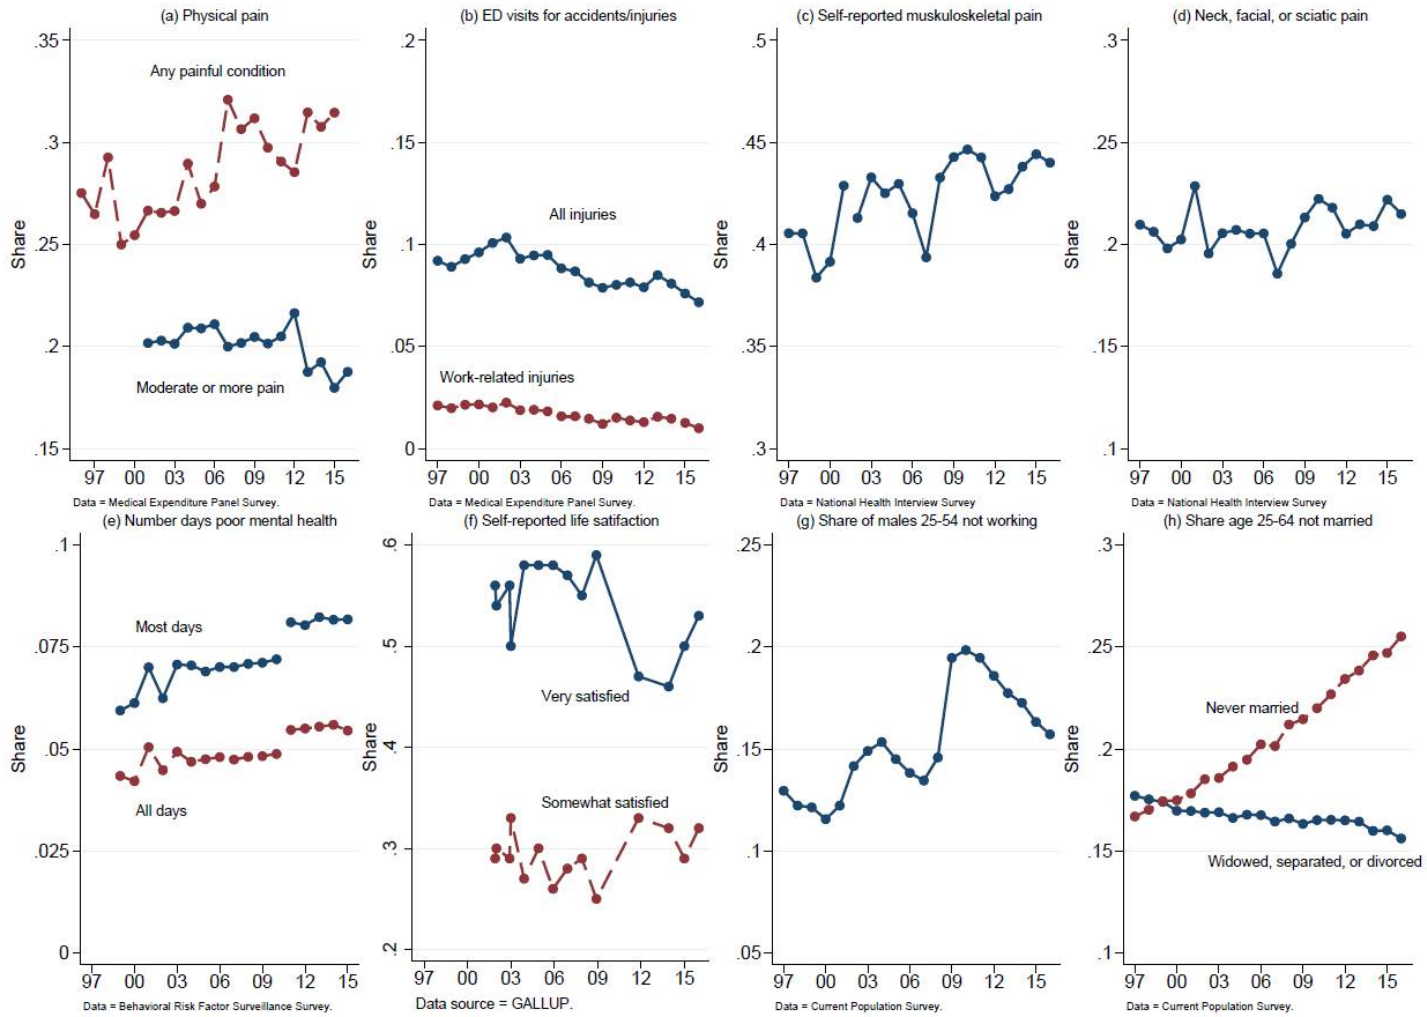 (a) Physical pain
.35
.3
.25
.2
.15
Share
Any painful condition
Moderate or more pain
97 00 03 06 09 12 15
Data = Medical Expenditure Panel Survey.
(b) ED visits for accidents/injuries
.2
.15
.1
.05
0
Share
All injuries
Work-related injuries
97 00 03 06 09 12 15
Data = Medical Expenditure Panel Survey.
(c) Self-reported muskuloskeletal pain
.5
.45
.4
.35
.3
Share
97 00 03 06 09 12 15
Data = National Health Interview Survey.
(d) Neck, facial, or sciatic pain
.3
.25
.2
.15
.1
Share
97 00 03 06 09 12 15
Data = National Health Interview Survey
(e) Number days poor mental health
.1
.075
.05
.025
0
Share
Most days
All days
97 00 03 06 09 12 15
Data = Behavioral Risk Factor Surveillance Survey.
(f) Self-reported life satifaction
.6
.5
.4
.3
.2
Share
Very satisfied
Somewhat satisfied
97 00 03 06 09 12 15
Data source = GALLUP.
(g) Share of males 25-54 not working
.25
.2
.15
.1
.05
Share
97 00 03 06 09 12 15
Data = Current Population Survey.
(h) Share age 25-64 not married
.3
.25
.2
.15
.1
Share
Never married
Widowed, separated, or divorced
97 00 03 06 09 12 15
Data = Current Population Survey.